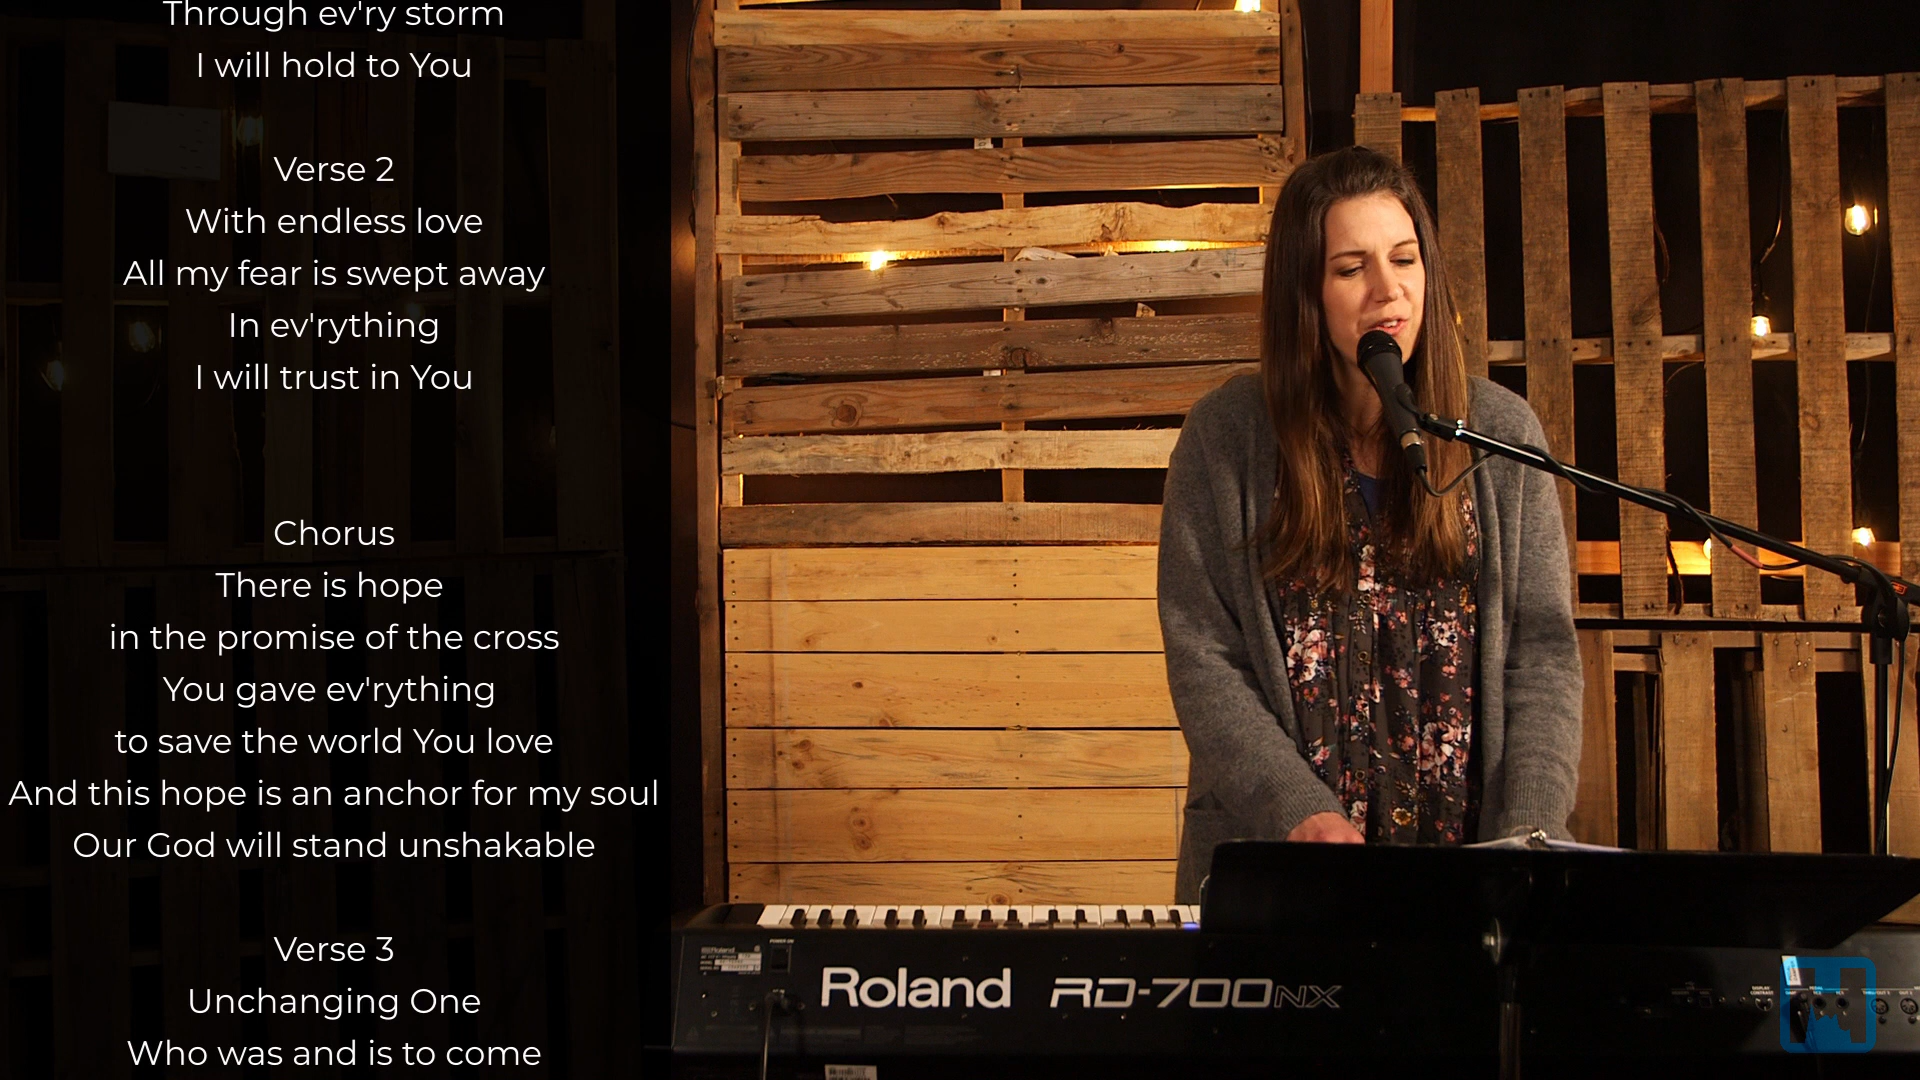 Through ev'ry storm
I will hold to You
Verse 2
With endless love
All my fear is swept away
In ev'rything
I will trust in You
Chorus
There is hope
in the promise of the cross
You gave ev'rything
to save the world You love
And this hope is an anchor for my soul
Our God will stand unshakable
Verse 3
Unchanging One
Who was and is to come
Roland RD-700NX